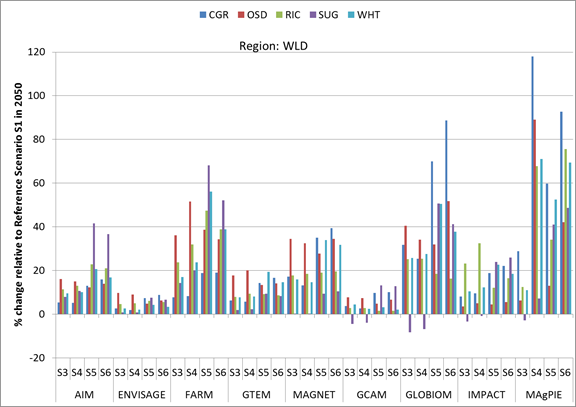 CGR OSD RIC SUG WHT
Region: WLD
% change relative to Reference Scenario S1 in 2050
120
100
80
60
40
20
0
-20
S3 S4 S5 S6 S3 S4 S5 S6 S3 S4 S5 S6 S3 S4 S5 S6 S3 S4 S5 S6 S3 S4 S5 S6 S3 S4 S5 S6 S3 S4 S5 S6 S3 S4 S5 S6
AIM ENVISAGE FARM GTEM MAGNET GCAM GLOBIOM IMPACT MAgPIE